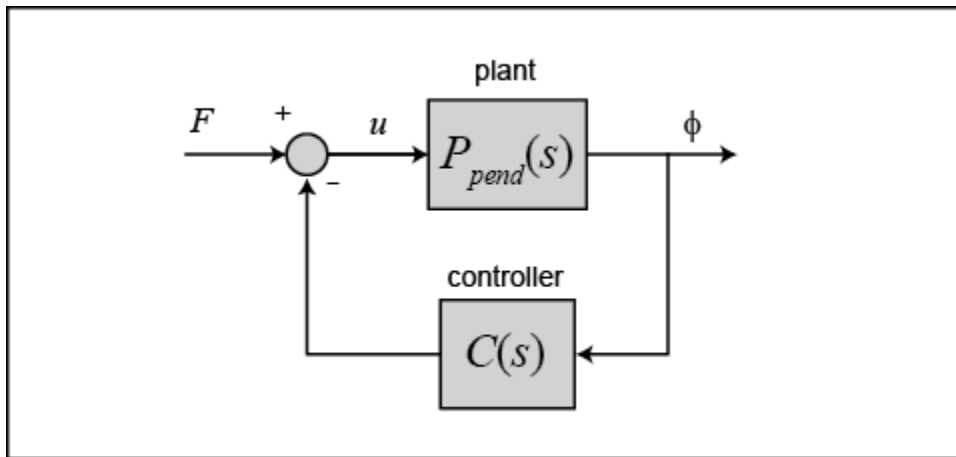 plant
F
+
u
P_pend(s)
ϕ
−
controller
C(s)